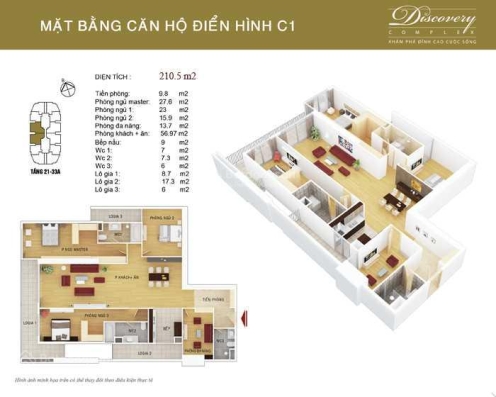 MẶT BẰNG CĂN HỘ ĐIỂN HÌNH C1
Discovery
COMPLEX
PHẨM PHÁ ĐỈNH CAO CUỘC SỐNG
DIỆN TÍCH : 210.5 m2
Tiền phòng: 9.8 m2
Phòng ngủ master: 27.6 m2
Phòng ngủ 1: 23 m2
Phòng ngủ 2: 15.9 m2
Phòng đa năng: 13.7 m2
Phòng khách + ăn: 56.97 m2
Bếp nấu: 9 m2
Wc 1: 7 m2
Wc 2: 7.3 m2
Wc 3: 6 m2
Lô gia 1: 8.7 m2
Lô gia 2: 17.3 m2
Lô gia 3: 6 m2
TẦNG 21-33A
LOGIA 3
PHÒNG NGỦ 2
P.NGỦ MASTER
P.KHÁCH+ ĂN
TIỀN PHÒNG
LOGIA 1
PHÒNG NGỦ 1
WC 2
BẾP
LOGIA 2
Hình ảnh minh họa trên có thể thay đổi theo điều kiện thực tế